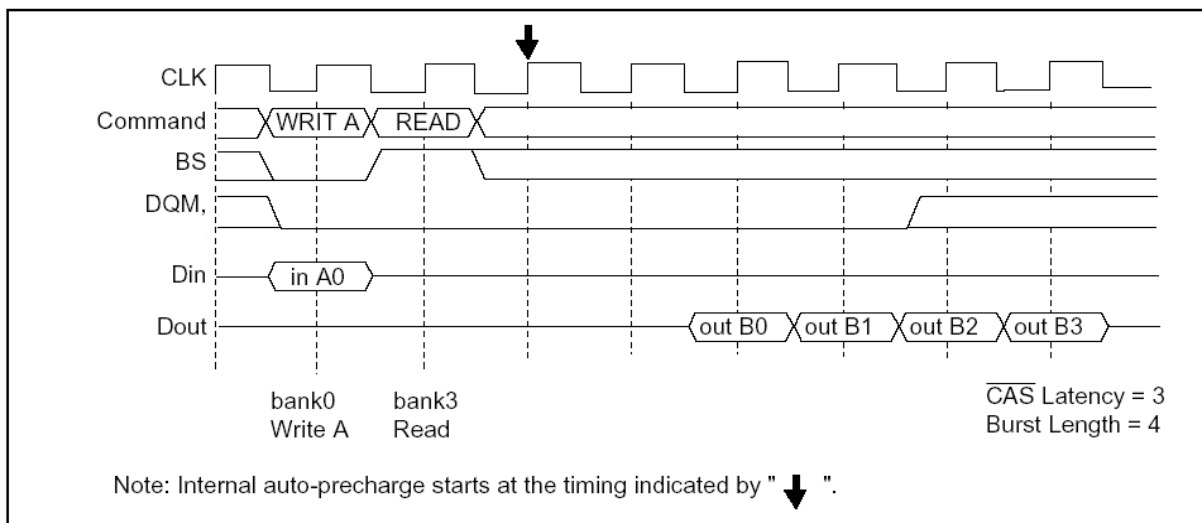 CLK
Command WRIT A READ
BS
DQM,
Din in A0
Dout out B0 out B1 out B2 out B3
bank0 bank3 CAS Latency = 3
Write A Read Burst Length = 4
Note: Internal auto-precharge starts at the timing indicated by " ".